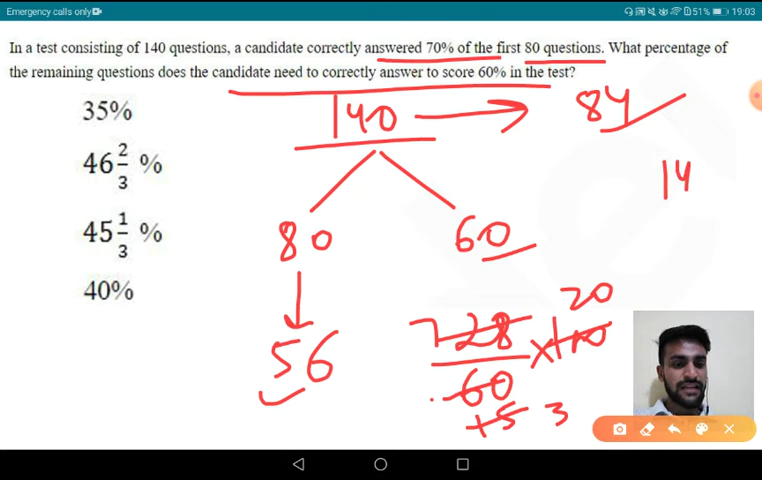 Emergency calls only 51% 19:03
In a test consisting of 140 questions, a candidate correctly answered 70% of the first 80 questions. What percentage of
the remaining questions does the candidate need to correctly answer to score 60% in the test?
140 84
35%
14
46 2/3 %
45 1/3 %
80 60
40%
20
7 28 × 100
56
60
15 3